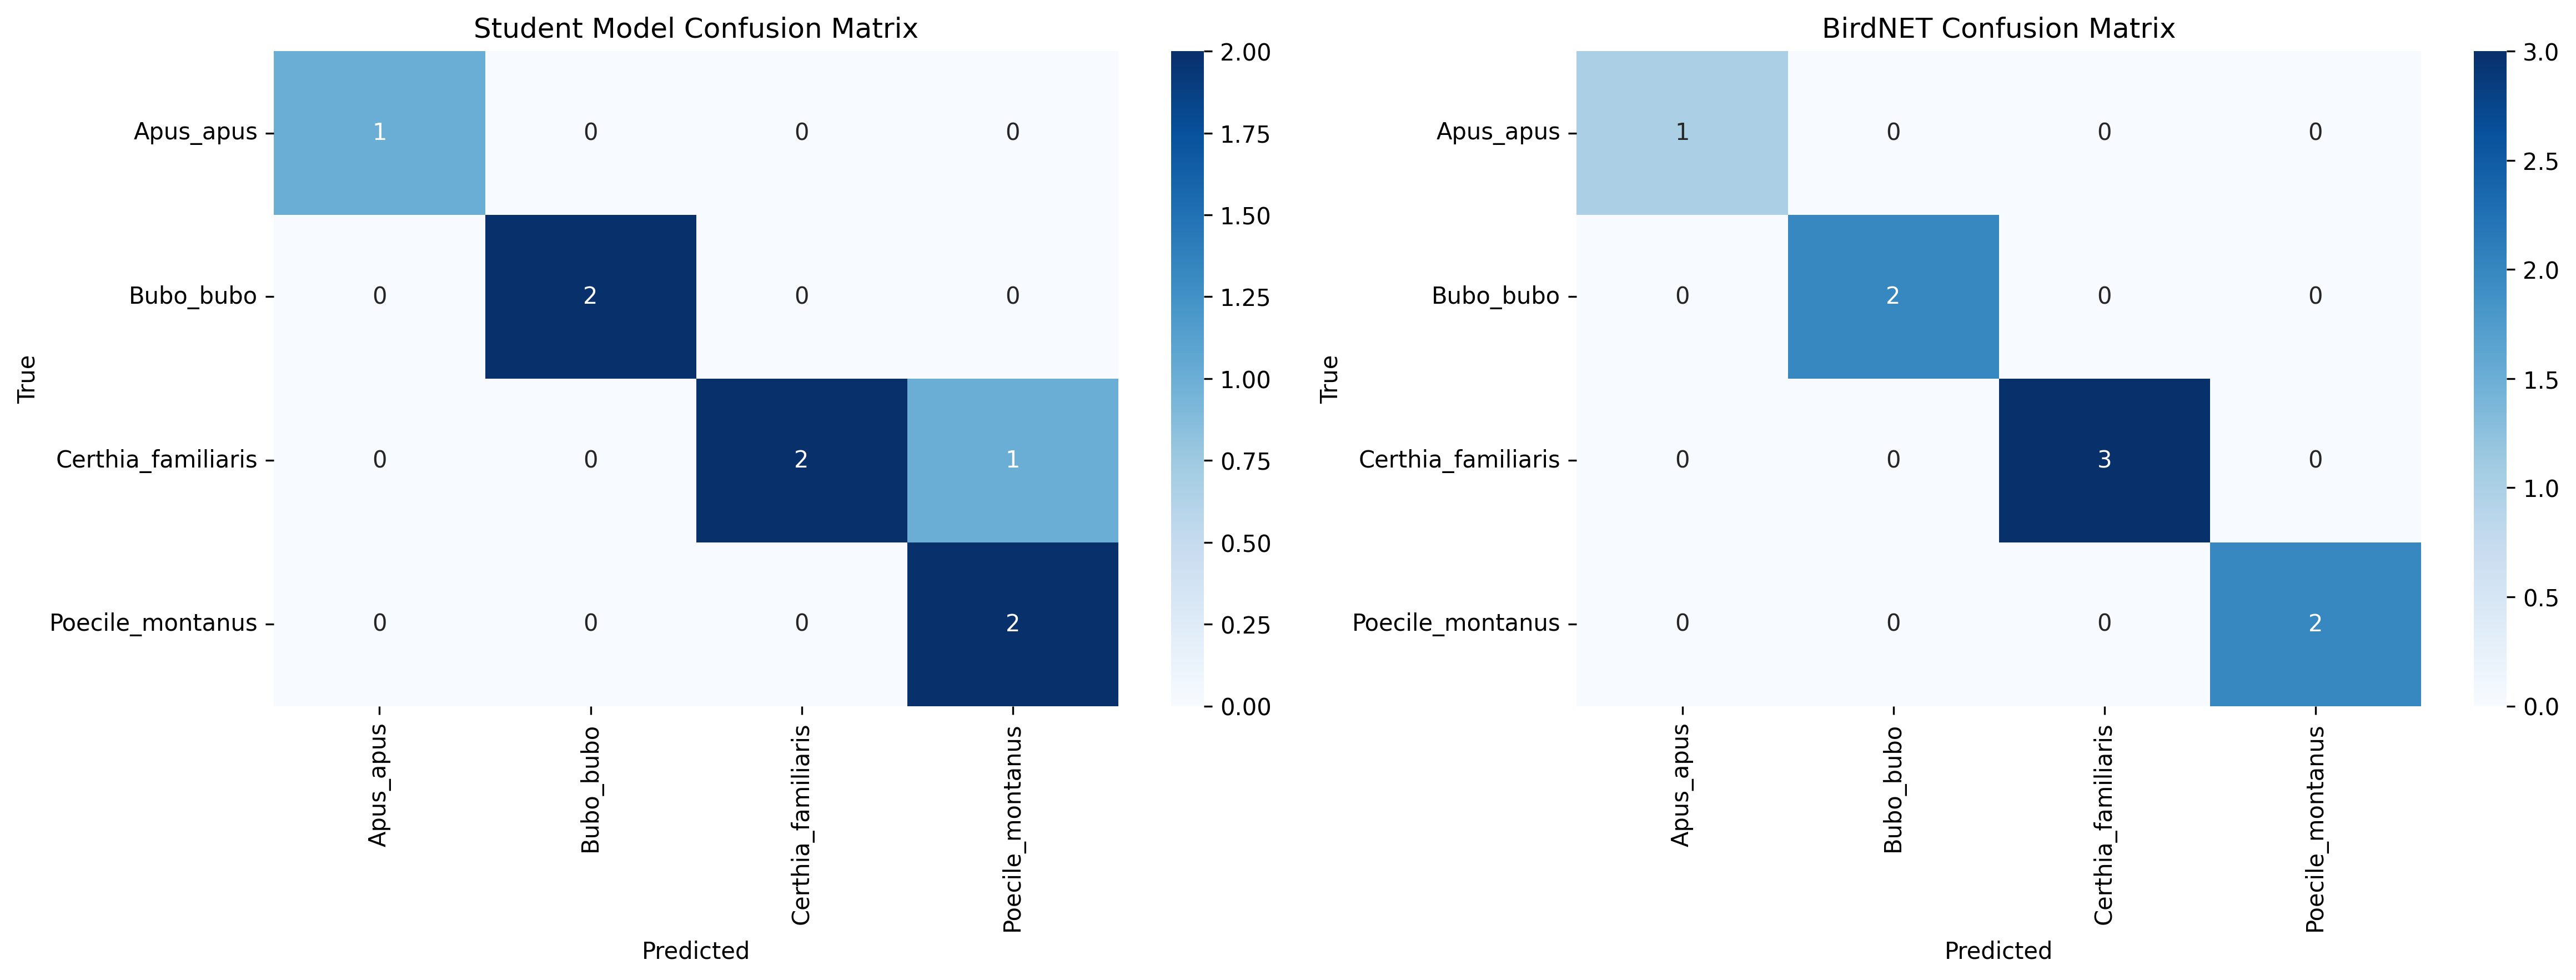 Student Model Confusion Matrix
Apus_apus
Bubo_bubo
Certhia_familiaris
Poecile_montanus
True
1 0 0 0
0 2 0 0
0 0 2 1
0 0 0 2
2.00
1.75
1.50
1.25
1.00
0.75
0.50
0.25
0.00
Apus_apus
Bubo_bubo
Certhia_familiaris
Poecile_montanus
Predicted
BirdNET Confusion Matrix
Apus_apus
Bubo_bubo
Certhia_familiaris
Poecile_montanus
True
1 0 0 0
0 2 0 0
0 0 3 0
0 0 0 2
3.0
2.5
2.0
1.5
1.0
0.5
0.0
Apus_apus
Bubo_bubo
Certhia_familiaris
Poecile_montanus
Predicted